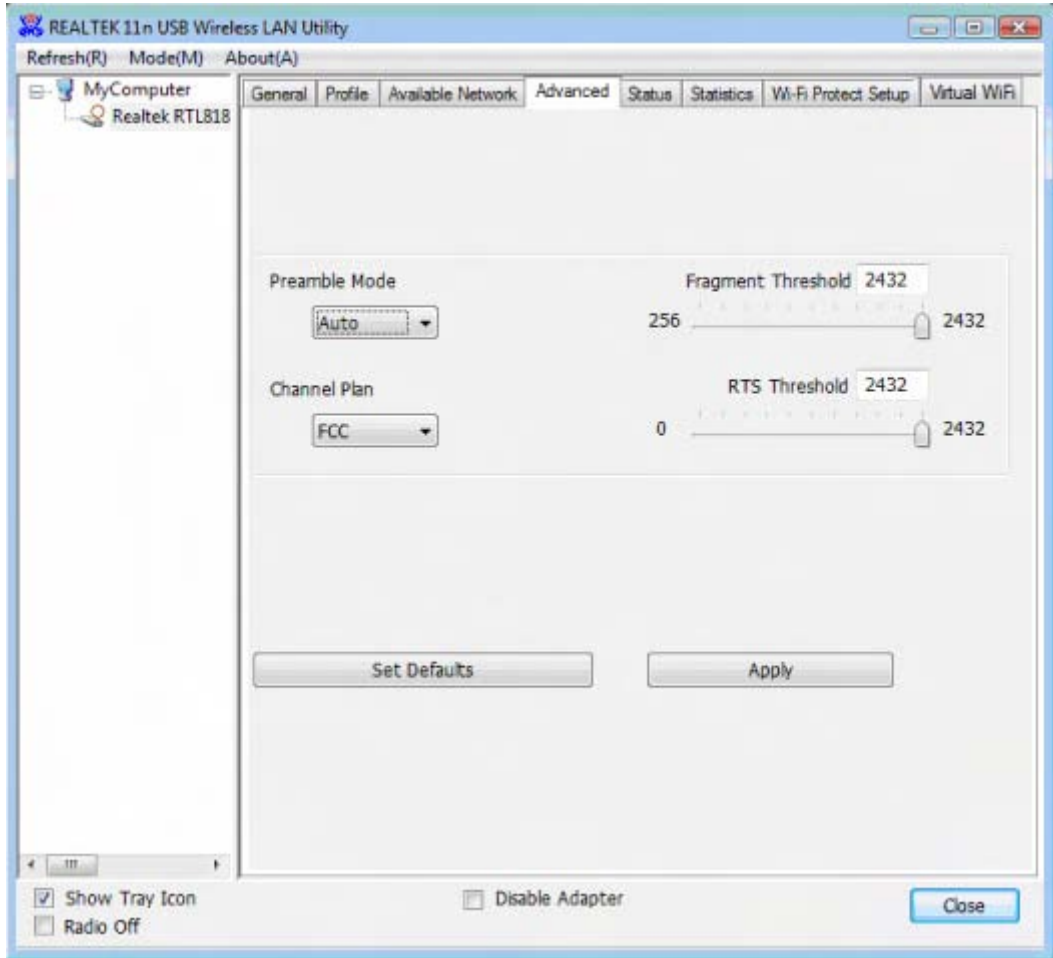 REALTEK 11n USB Wireless LAN Utility
Refresh(R) Mode(M) About(A)
MyComputer
Realtek RTL818
General Profile Available Network Advanced Status Statistics Wi-Fi Protect Setup Virtual WiFi
Preamble Mode
Auto
Fragment Threshold 2432
256 2432
Channel Plan
FCC
RTS Threshold 2432
0 2432
Set Defaults Apply
Show Tray Icon
Radio Off
Disable Adapter
Close